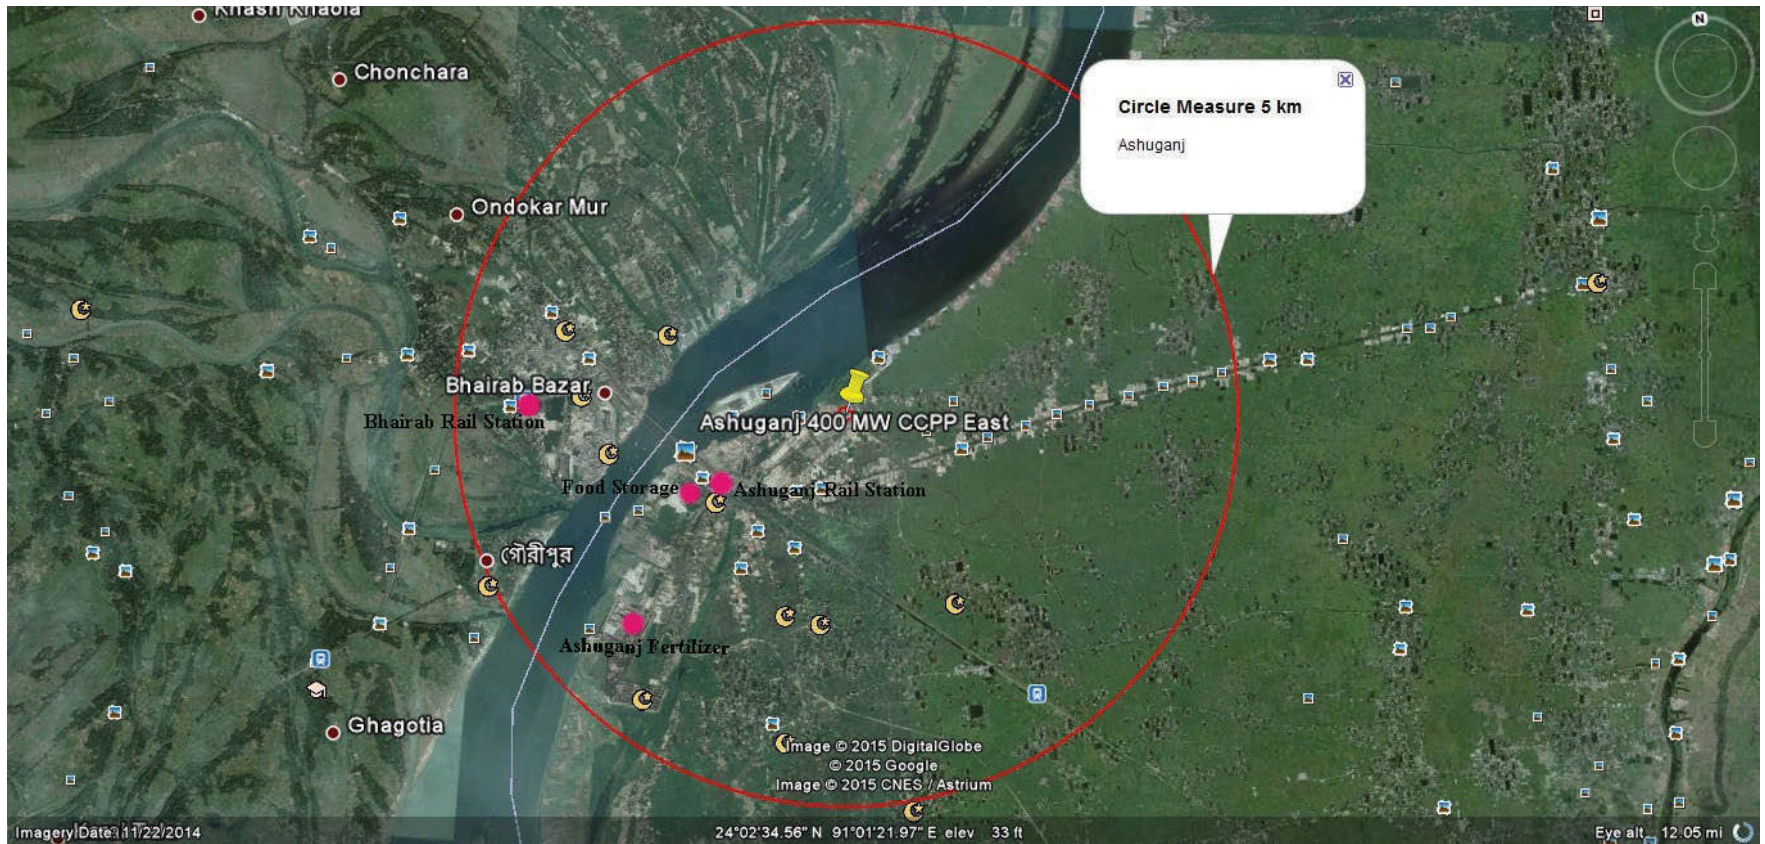 Khash Khaola
Chonchara
Circle Measure 5 km
Ashuganj
Ondokar Mur
Bhairab Bazar
Bhairab Rail Station
Ashuganj 400 MW CCPP East
Food Storage
Ashuganj Rail Station
গৌরীপুর
Ashuganj Fertilizer
Ghagotia
Image © 2015 DigitalGlobe
© 2015 Google
Image © 2015 CNES / Astrium
Imagery Date: 11/22/2014
24°02'34.56" N 91°01'21.97" E elev 33 ft
Eye alt 12.05 mi
N